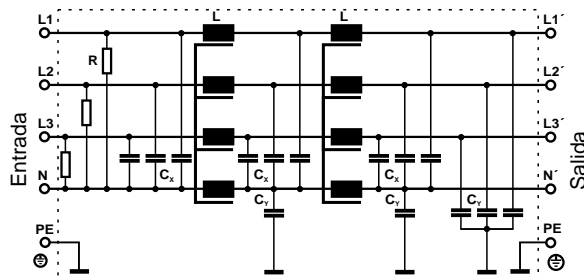 L1 L L L1´
R
L2 L2´
L3 L3´
Cx Cx Cx
N N´
CY CY CY
PE PE
Entrada
Salida